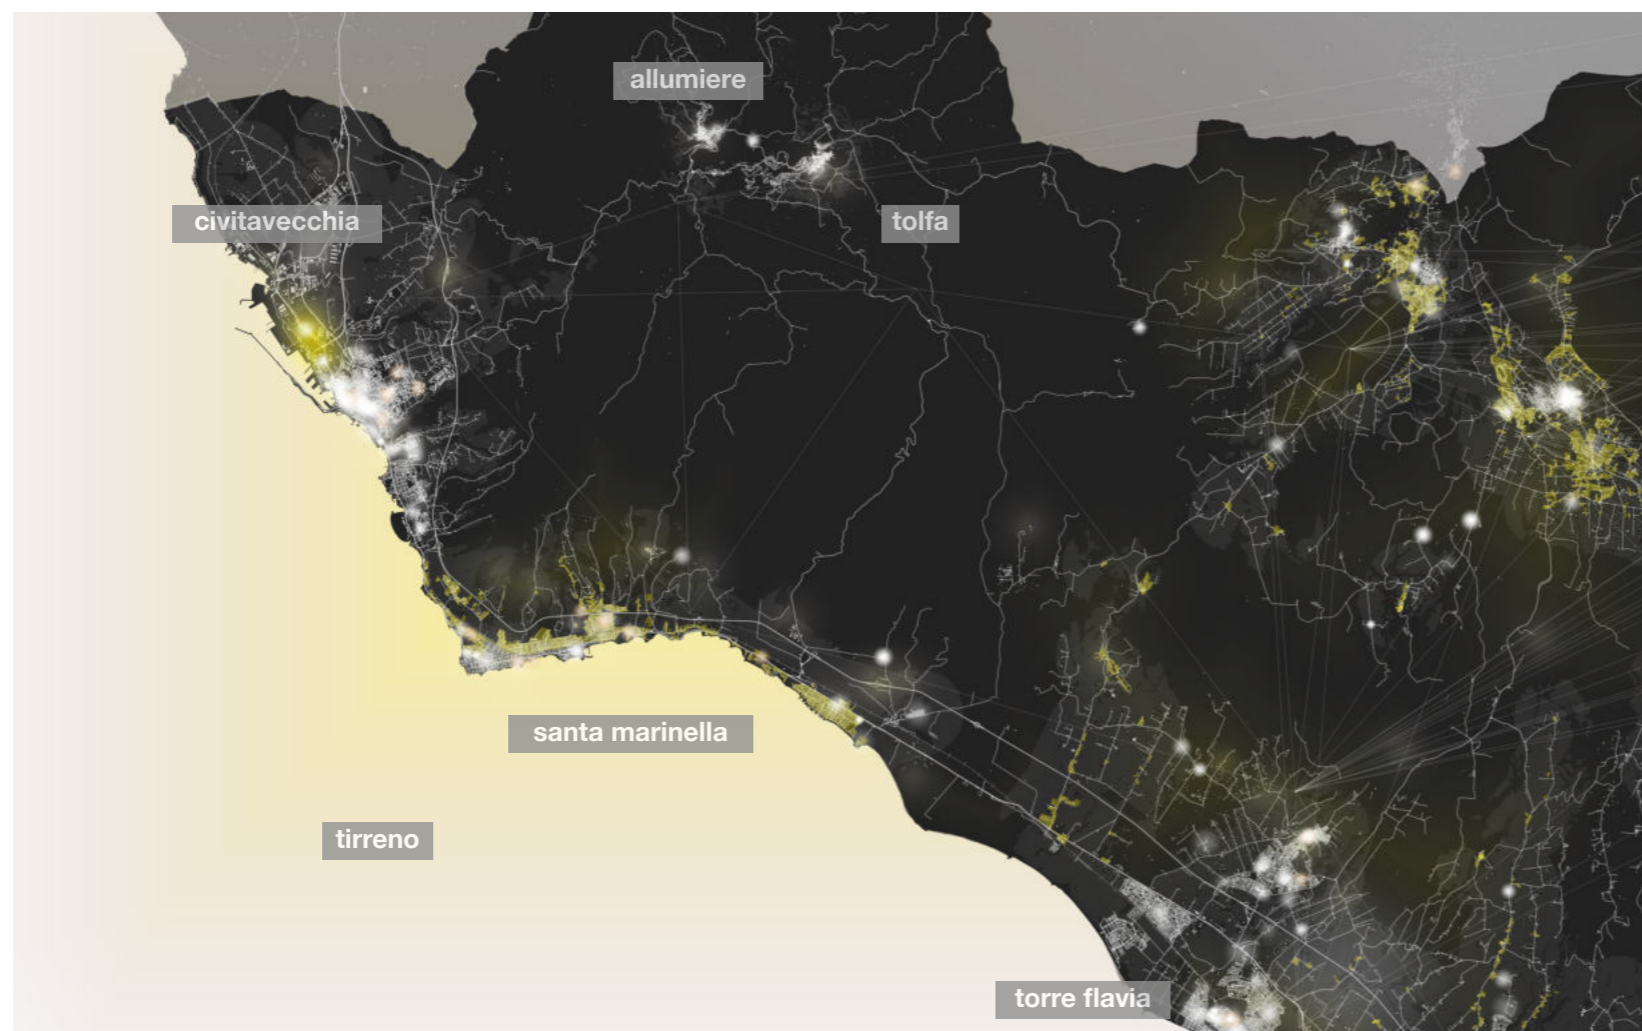 allumiere
civitavecchia
tolfa
santa marinella
tirreno
torre flavia